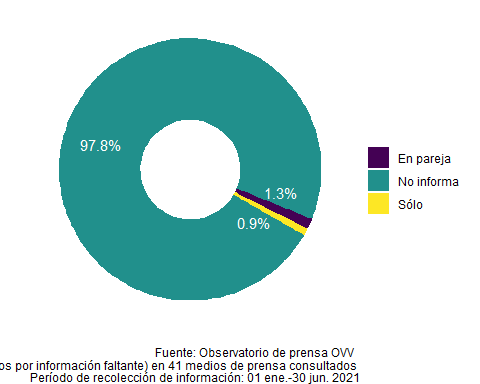 97.8%
1.3%
0.9%
En pareja
No informa
Sólo
Fuente: Observatorio de prensa OVV
os por información faltante) en 41 medios de prensa consultados
Período de recolección de información: 01 ene.-30 jun. 2021